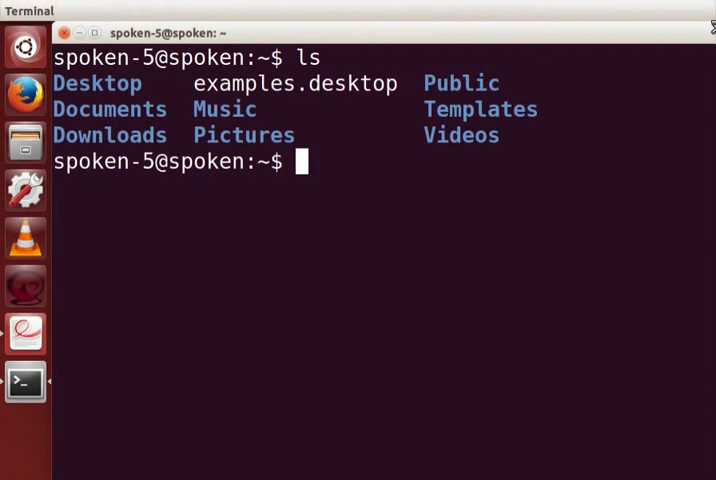 Terminal
spoken-5@spoken: ~
spoken-5@spoken:~$ ls
Desktop examples.desktop Public
Documents Music Templates
Downloads Pictures Videos
spoken-5@spoken:~$